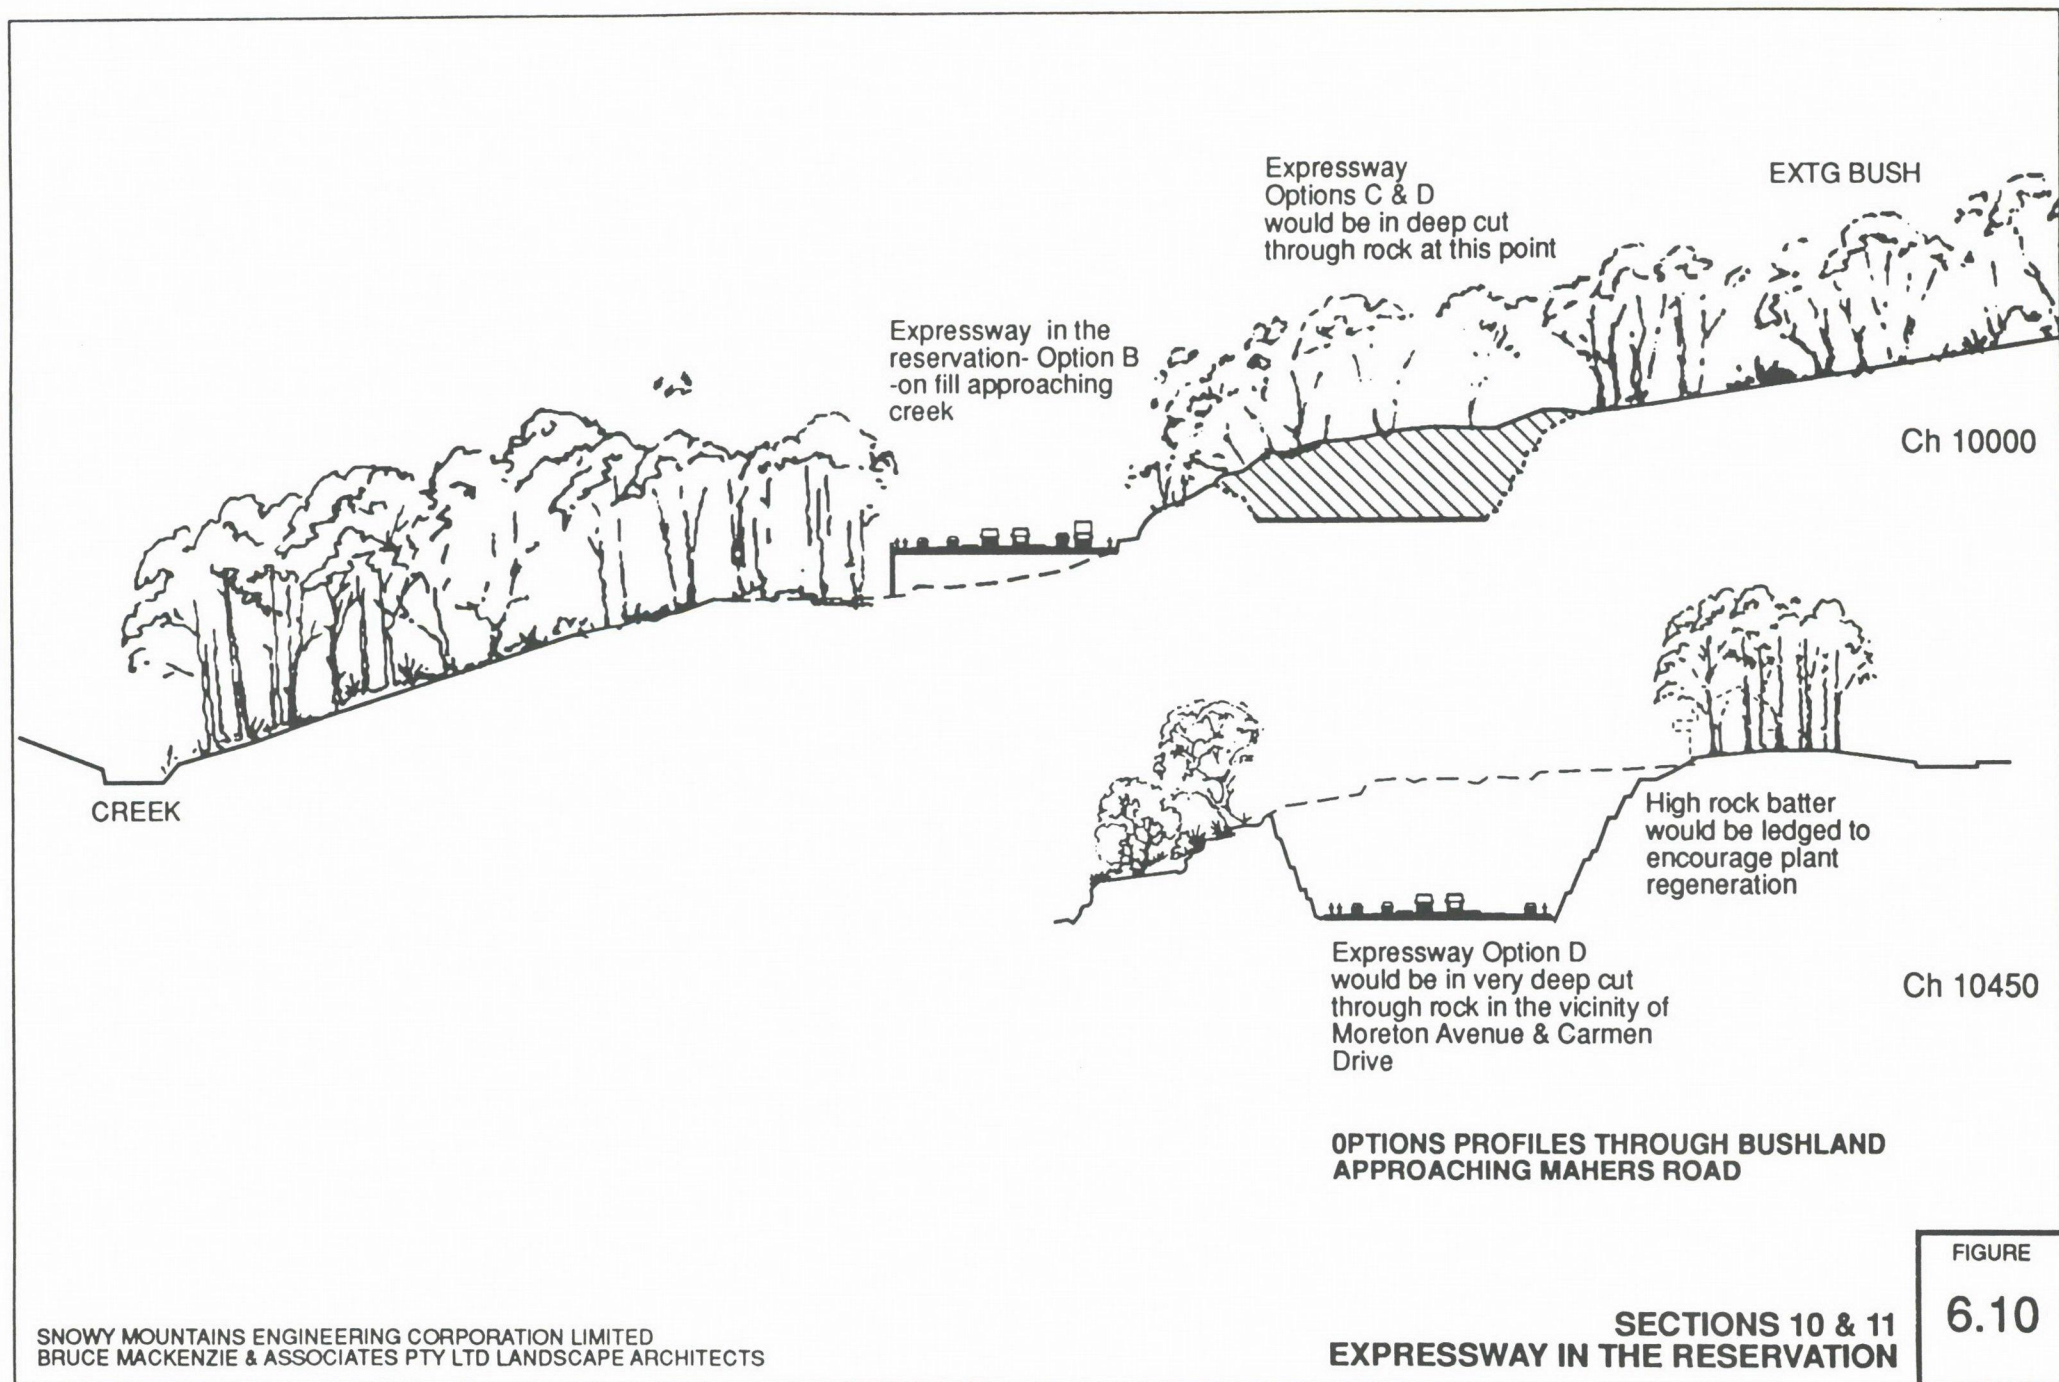 Expressway
Options C & D
would be in deep cut
through rock at this point
EXTG BUSH
Expressway in the
reservation- Option B
-on fill approaching
creek
Ch 10000
CREEK
High rock batter
would be ledged to
encourage plant
regeneration
Expressway Option D
would be in very deep cut
through rock in the vicinity of
Moreton Avenue & Carmen
Drive
Ch 10450
0PTIONS PROFILES THROUGH BUSHLAND
APPROACHING MAHERS ROAD
SNOWY MOUNTAINS ENGINEERING CORPORATION LIMITED
BRUCE MACKENZIE & ASSOCIATES PTY LTD LANDSCAPE ARCHITECTS
SECTIONS 10 & 11
EXPRESSWAY IN THE RESERVATION
FIGURE
6.10